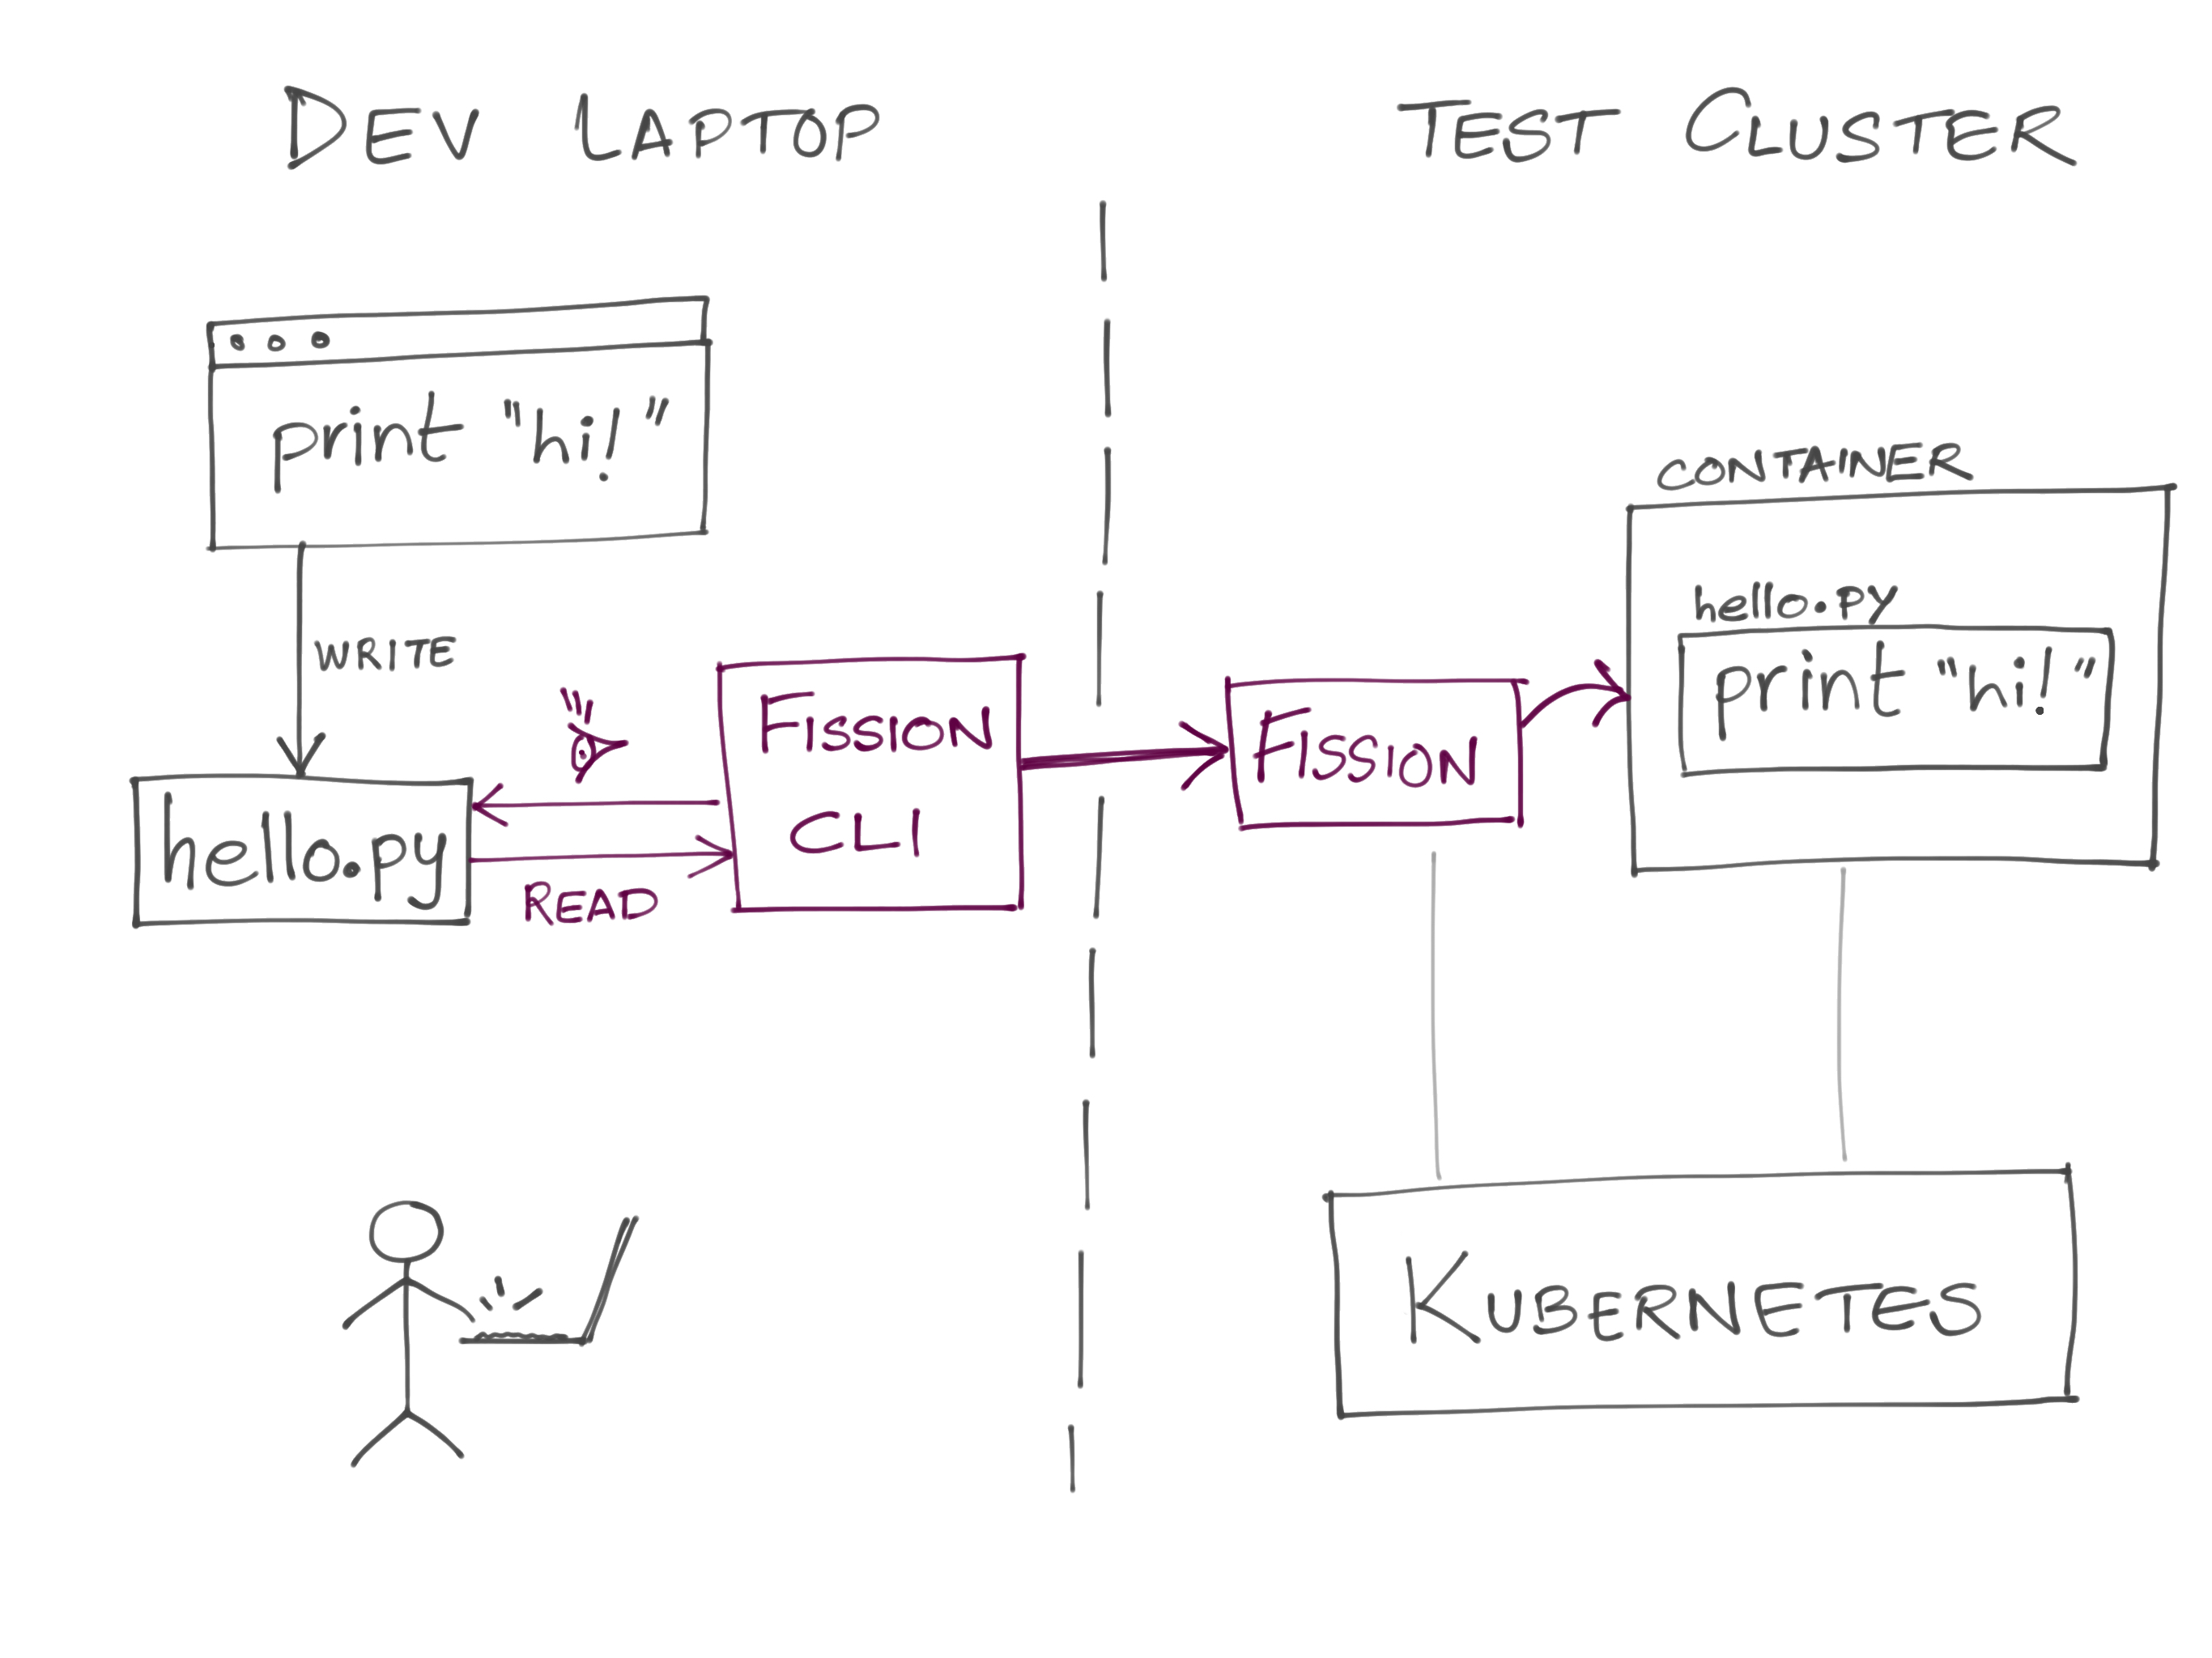 DEV LAPTOP
TEST CLUSTER
print "hi!"
WRITE
hello.py
READ
FISSION
CLI
FISSION
CONTAINER
hello.py
print "hi!"
KUBERNETES